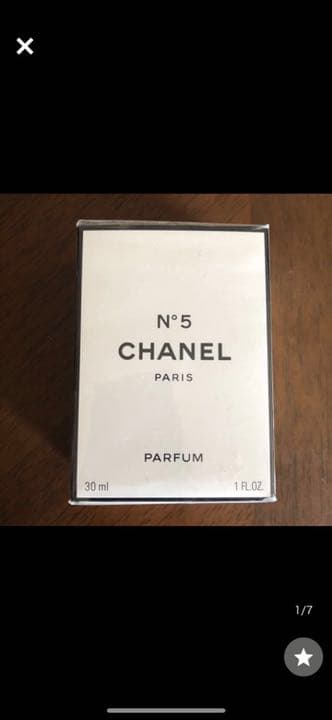 N°5
CHANEL
PARIS
PARFUM
30 ml 1 FL.OZ.
1/7